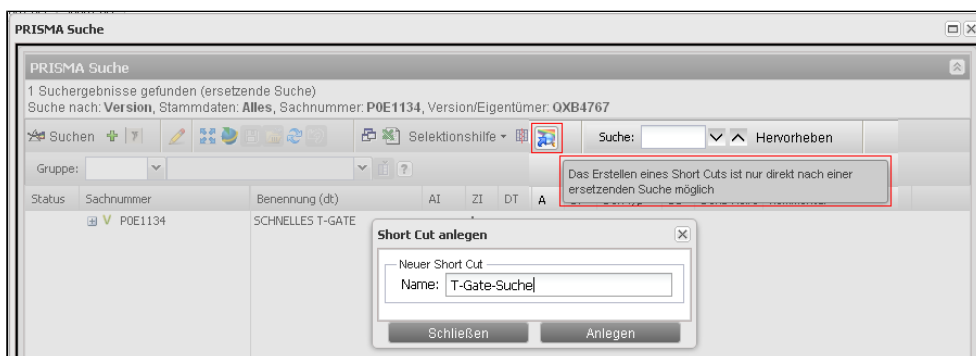 PRISMA Suche
PRISMA Suche
1 Suchergebnisse gefunden (ersetzende Suche)
Suche nach: Version, Stammdaten: Alles, Sachnummer: P0E1134, Version/Eigentümer: QXB4767
Suchen
Selektionshilfe
Suche:
Hervorheben
Gruppe:
Das Erstellen eines Short Cuts ist nur direkt nach einer
ersetzenden Suche möglich
Status Sachnummer Benennung (dt) AI ZI DT A
V P0E1134 SCHNELLES T-GATE
Short Cut anlegen
Neuer Short Cut
Name: T-Gate-Suche
Schließen Anlegen